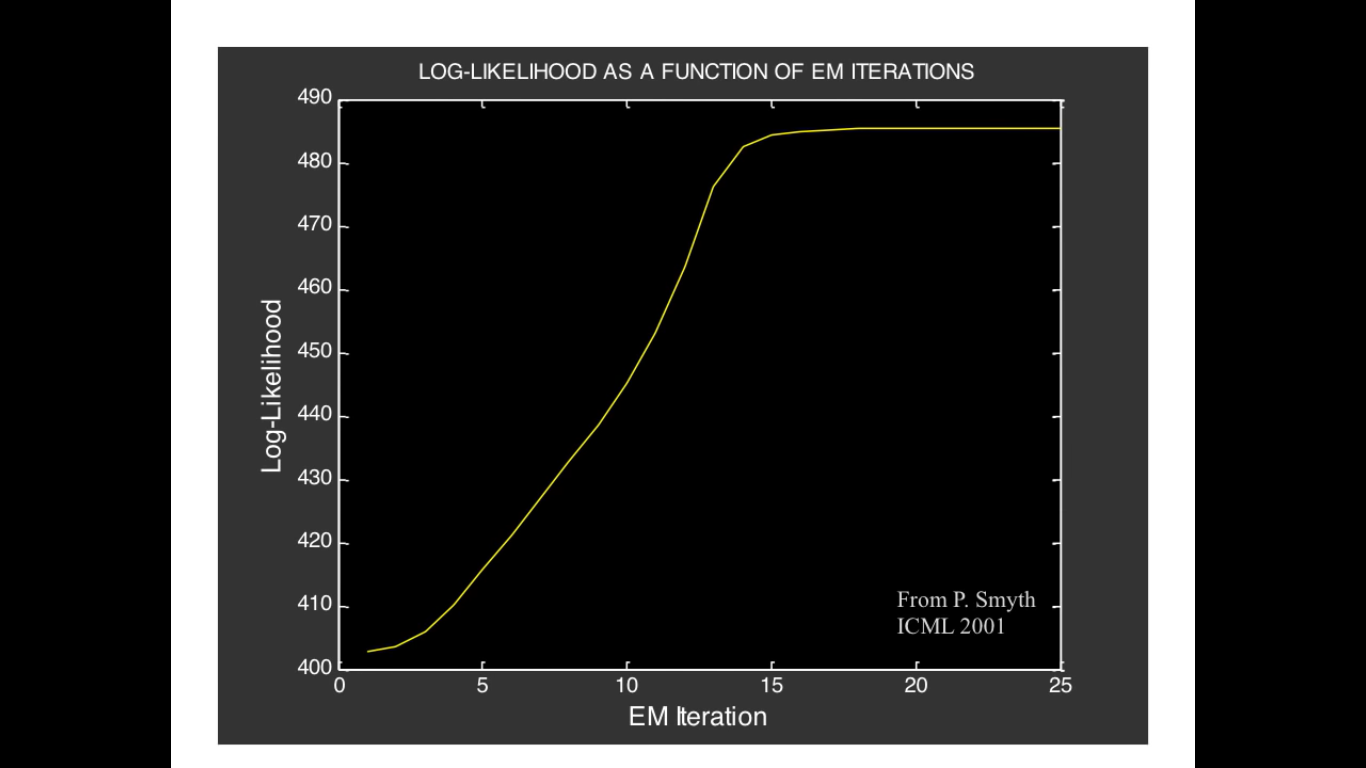 LOG-LIKELIHOOD AS A FUNCTION OF EM ITERATIONS
490
480
470
460
450
440
430
420
410
400
Log-Likelihood
0 5 10 15 20 25
EM Iteration
From P. Smyth
ICML 2001